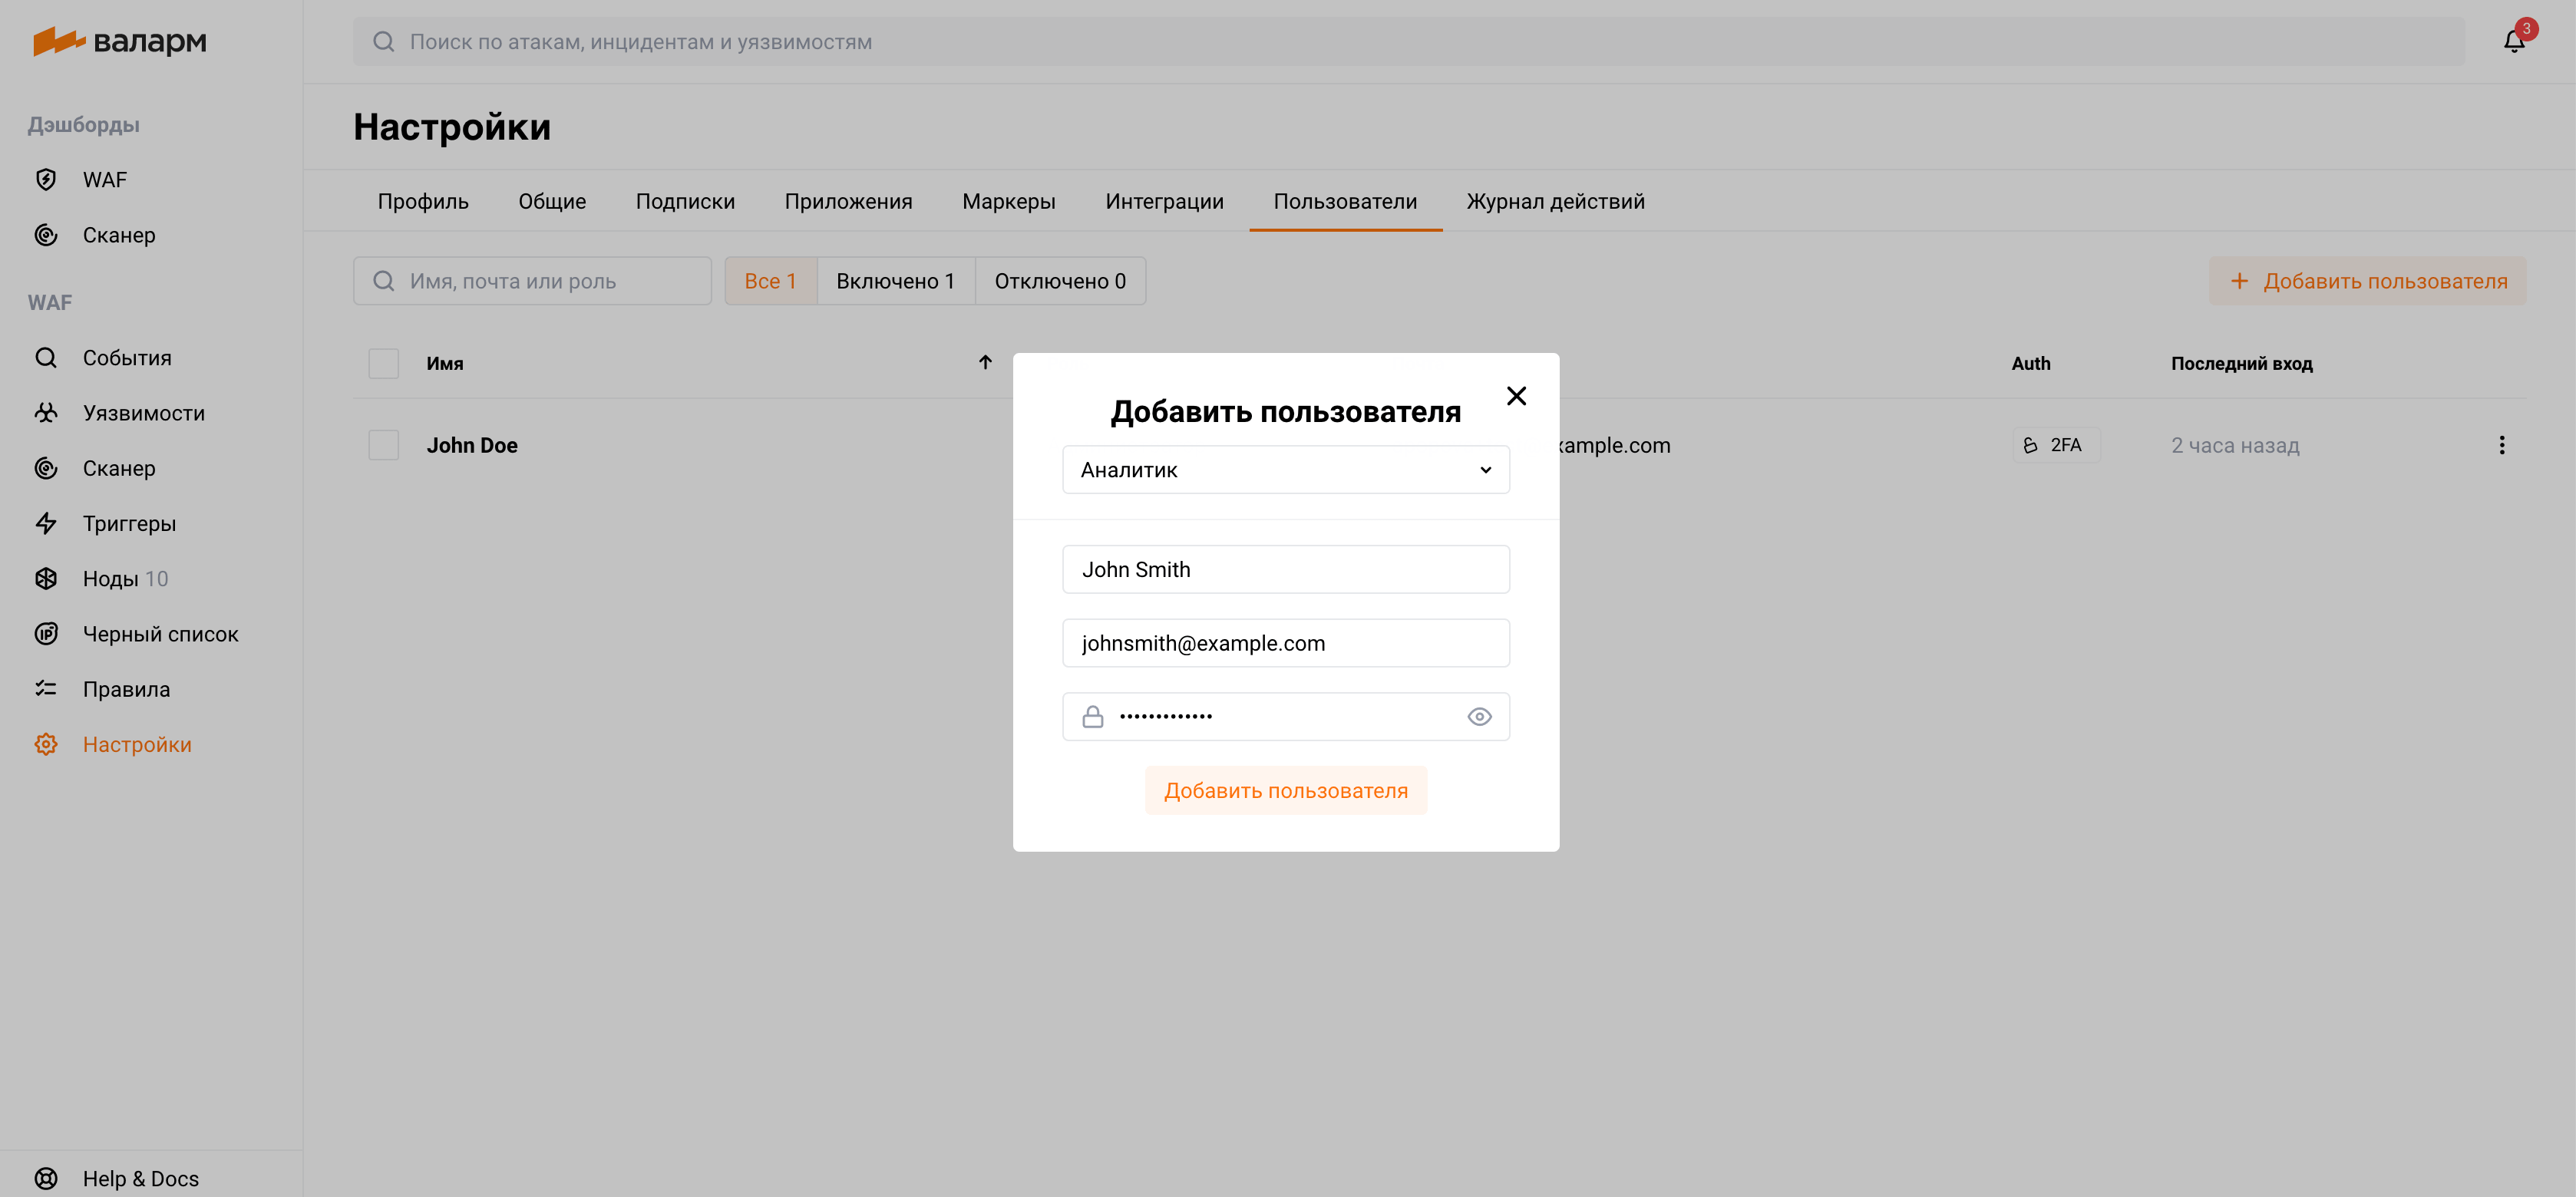 валарм
Поиск по атакам, инцидентам и уязвимостям
3
Дэшборды
WAF
Сканер
WAF
События
Уязвимости
Сканер
Триггеры
Ноды 10
Черный список
Правила
Настройки
Help & Docs
Настройки
Профиль Общие Подписки Приложения Маркеры Интеграции Пользователи Журнал действий
Имя, почта или роль Все 1 Включено 1 Отключено 0 Добавить пользователя
Имя Auth Последний вход
John Doe xample.com 2FA 2 часа назад
Добавить пользователя
Аналитик
John Smith
johnsmith@example.com
•••••••••••••
Добавить пользователя